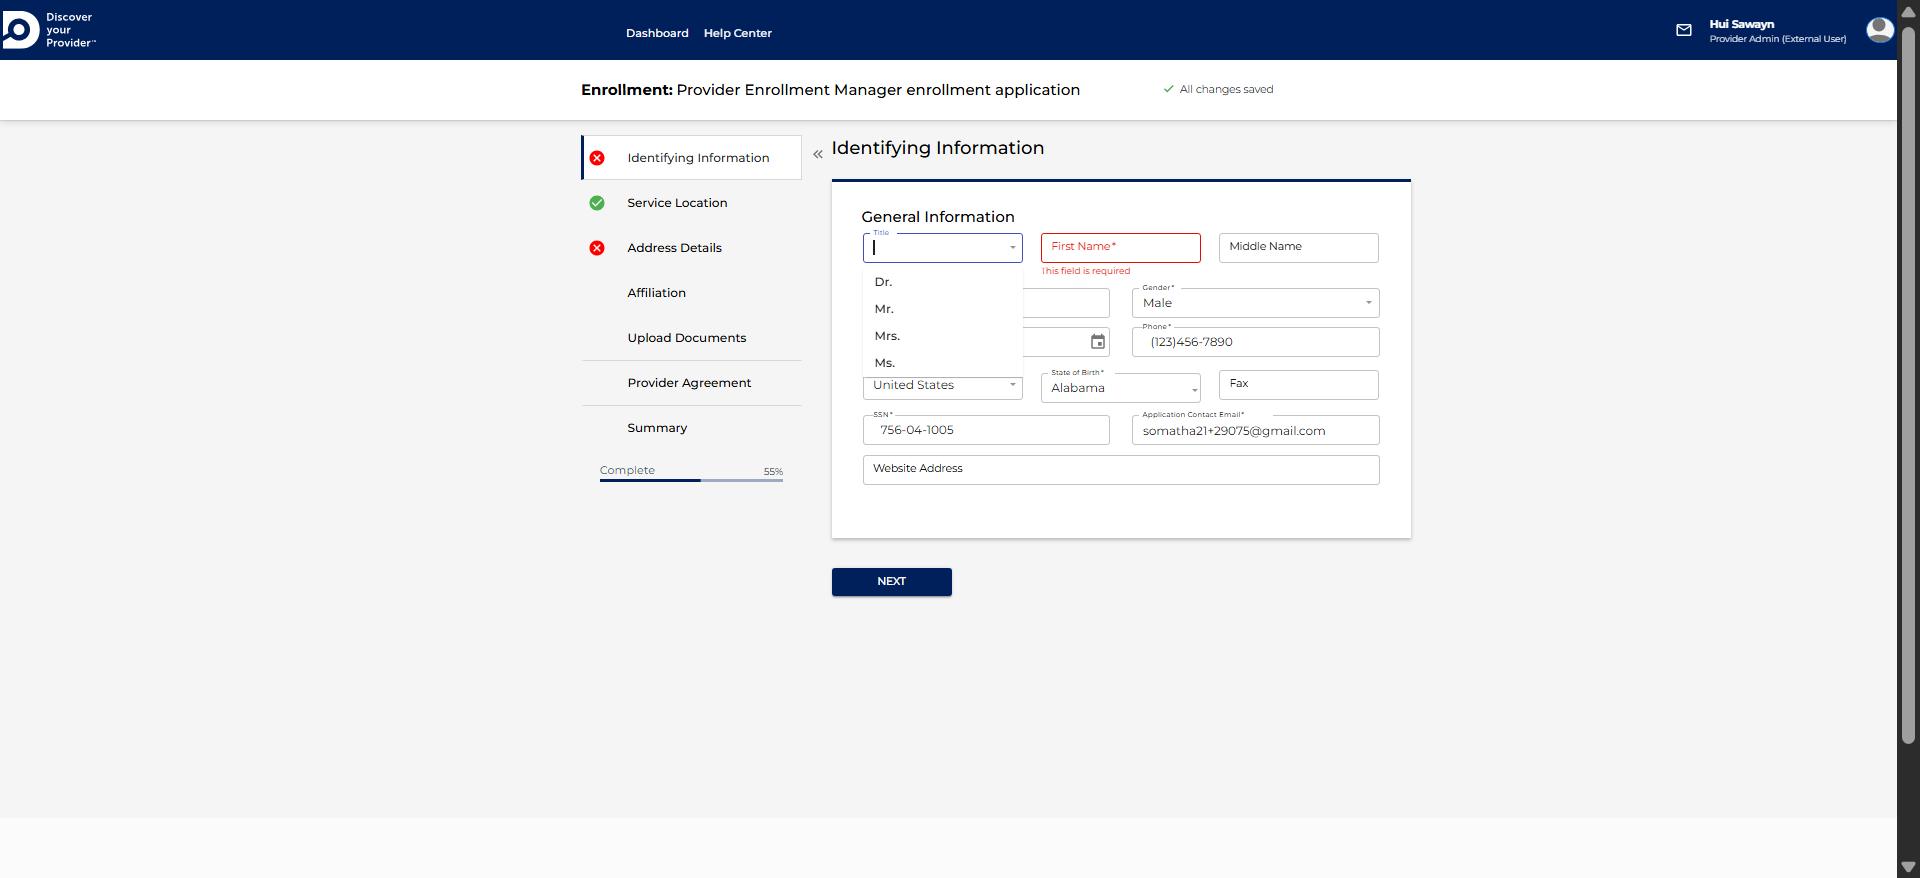 Discover
your
Provider™
Dashboard
Help Center
Hui Sawayn
Provider Admin (External User)
Enrollment: Provider Enrollment Manager enrollment application
All changes saved
Identifying Information
Service Location
Address Details
Affiliation
Upload Documents
Provider Agreement
Summary
Complete
55%
Identifying Information
General Information
Title
First Name*
This field is required
Middle Name
Dr.
Mr.
Mrs.
Ms.
Gender*
Male
Phone*
(123)456-7890
United States
State of Birth*
Alabama
Fax
SSN*
756-04-1005
Application Contact Email*
somatha21+29075@gmail.com
Website Address
NEXT